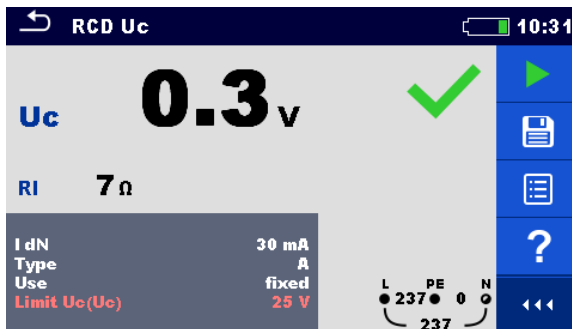 RCD Uc 10:31
Uc 0.3 V
Rl 7 Ω
I dN 30 mA
Type A
Use fixed
Limit Uc(Uc) 25 V
?
L PE N
237 0
237